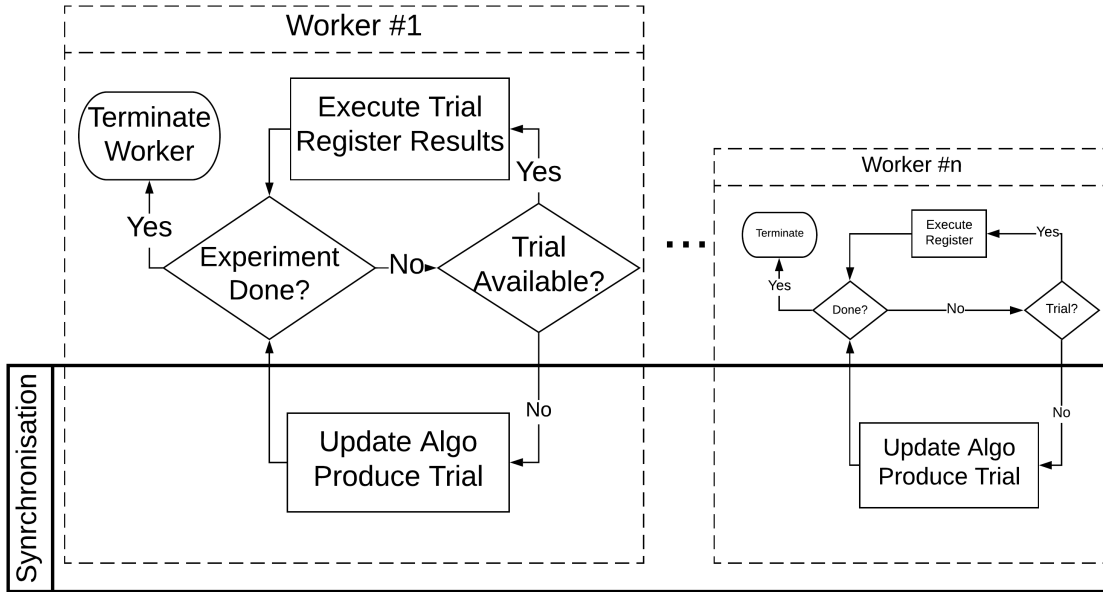 Worker #1
Terminate
Worker
Execute Trial
Register Results
Yes
Yes
Experiment
Done?
No
Trial
Available?
No
Update Algo
Produce Trial
...
Worker #n
Terminate
Execute
Register
Yes
Yes
Done?
No
Trial?
No
Update Algo
Produce Trial
Synrchronisation